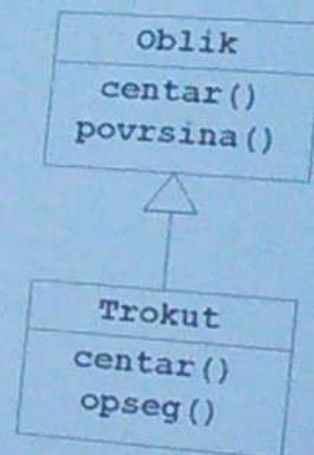 Oblik
centar()
povrsina()
Trokut
centar()
opseg()